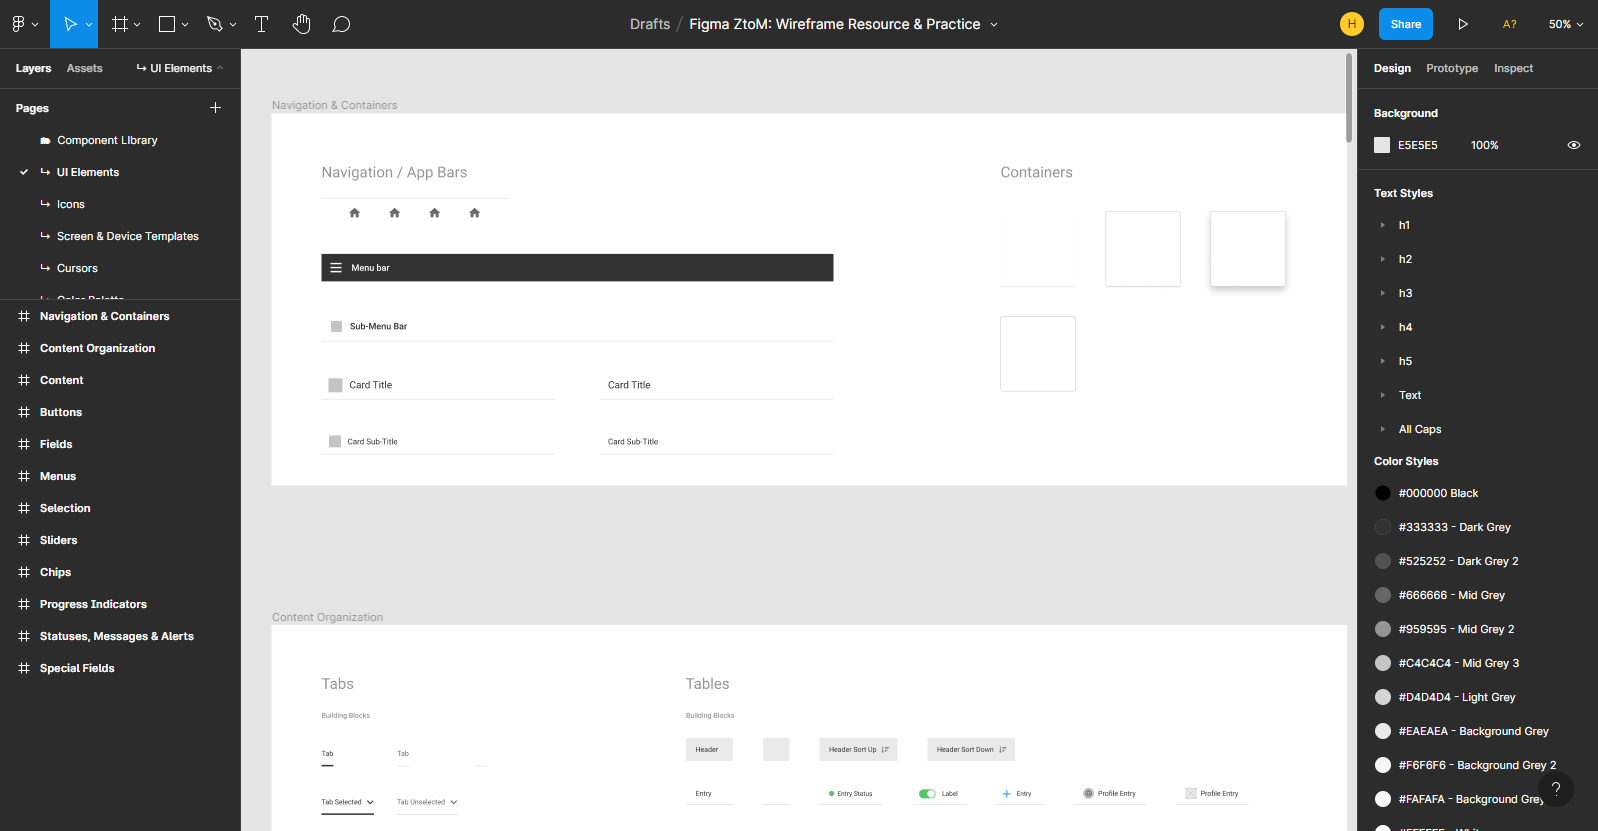 Drafts / Figma ZtoM: Wireframe Resource & Practice
H
Share
A?
50%
Layers
Assets
UI Elements
Pages
Component LIbrary
UI Elements
Icons
Screen & Device Templates
Cursors
Navigation & Containers
Content Organization
Content
Buttons
Fields
Menus
Selection
Sliders
Chips
Progress Indicators
Statuses, Messages & Alerts
Special Fields
Navigation & Containers
Navigation / App Bars
Containers
Menu bar
Sub-Menu Bar
Card Title
Card Title
Card Sub-Title
Card Sub-Title
Content Organization
Tabs
Tables
Building Blocks
Building Blocks
Tab
Tab
Header
Header Sort Up
Header Sort Down
Tab Selected
Tab Unselected
Entry
Entry Status
Label
Entry
Profile Entry
Profile Entry
Design
Prototype
Inspect
Background
E5E5E5
100%
Text Styles
h1
h2
h3
h4
h5
Text
All Caps
Color Styles
#000000 Black
#333333 - Dark Grey
#525252 - Dark Grey 2
#666666 - Mid Grey
#959595 - Mid Grey 2
#C4C4C4 - Mid Grey 3
#D4D4D4 - Light Grey
#EAEAEA - Background Grey
#F6F6F6 - Background Grey 2
#FAFAFA - Background Grey
?